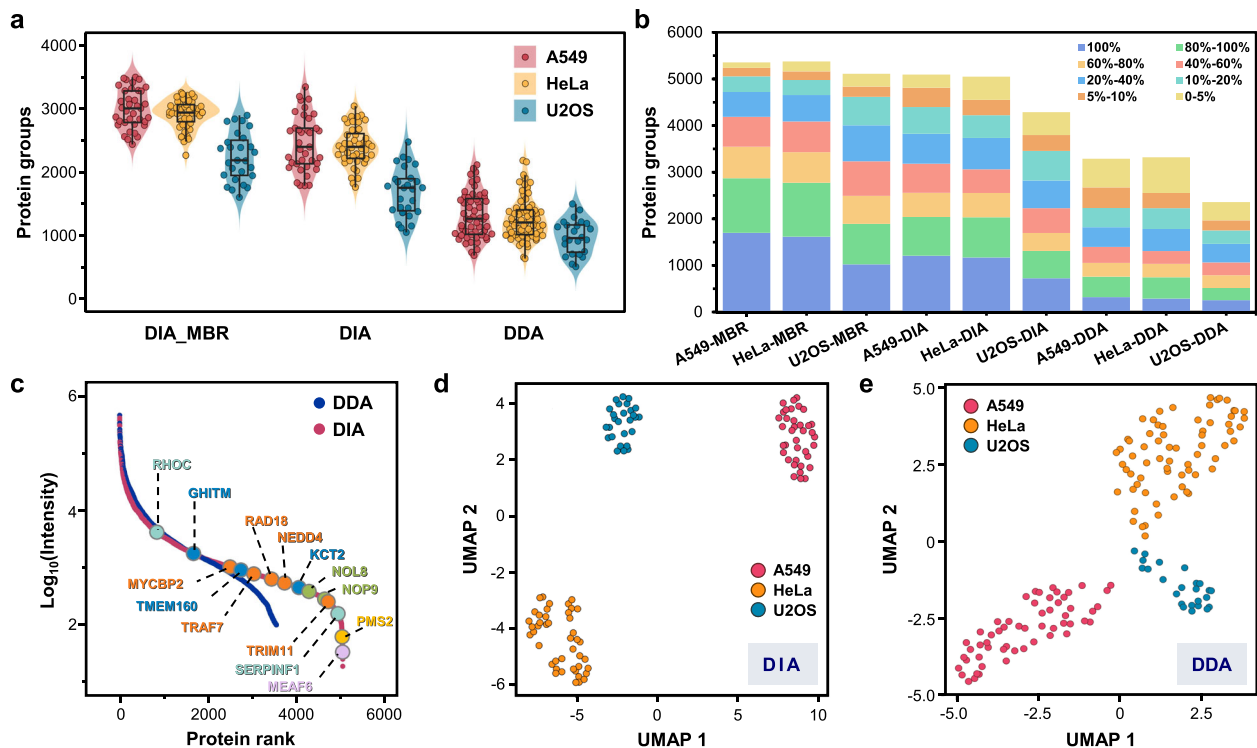 a
4000
3000
2000
1000
0
Protein groups
A549
HeLa
U2OS
DIA_MBR
DIA
DDA
b
6000
5000
4000
3000
2000
1000
0
Protein groups
100%
80%-100%
60%-80%
40%-60%
20%-40%
10%-20%
5%-10%
0-5%
A549-MBR
HeLa-MBR
U2OS-MBR
A549-DIA
HeLa-DIA
U2OS-DIA
A549-DDA
HeLa-DDA
U2OS-DDA
c
6
4
2
Log10(Intensity)
DDA
DIA
RHOC
GHITM
RAD18
NEDD4
KCT2
NOL8
NOP9
MYCBP2
TMEM160
TRAF7
TRIM11
PMS2
SERPINF1
MEAF6
0
2000
4000
6000
Protein rank
d
4
2
0
-2
-4
-6
UMAP 2
A549
HeLa
U2OS
DIA
-5
0
5
10
UMAP 1
e
5.0
2.5
0
-2.5
-5.0
UMAP 2
A549
HeLa
U2OS
DDA
-5.0
-2.5
0
2.5
UMAP 1